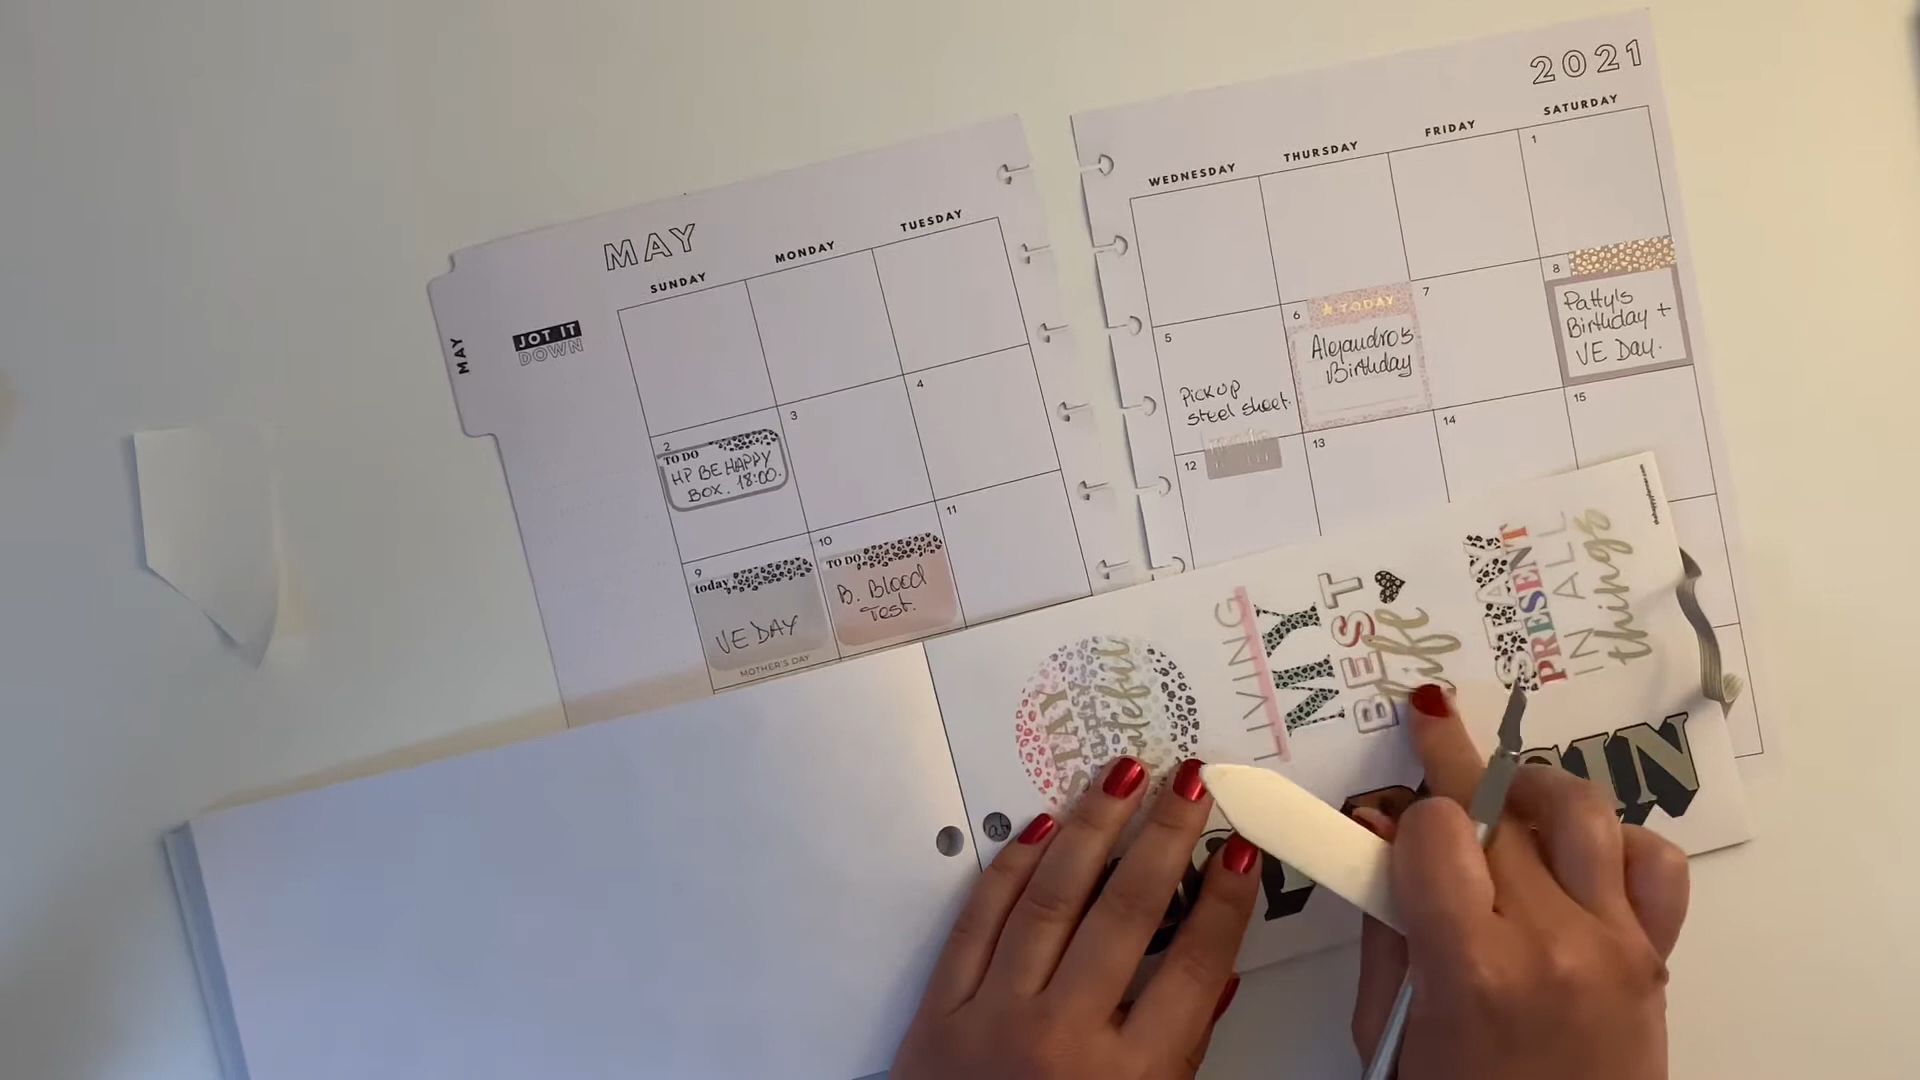 2021
MAY
SUNDAY MONDAY TUESDAY WEDNESDAY THURSDAY FRIDAY SATURDAY
MAY
JOT IT
DOWN
1
2
TO DO
HP BE HAPPY
BOX. 18:00.
3
4
5
Pick up
steel sheet.
6
TODAY
Alejandro's
Birthday
7
8
Patty's
Birthday +
VE Day.
9
today
VE DAY
MOTHER'S DAY
10
TO DO
B. Blood
Test.
11
12
13
14
15
STAY
grateful
LIVING
MY
BEST
life
STAY
PRESENT
IN ALL
things